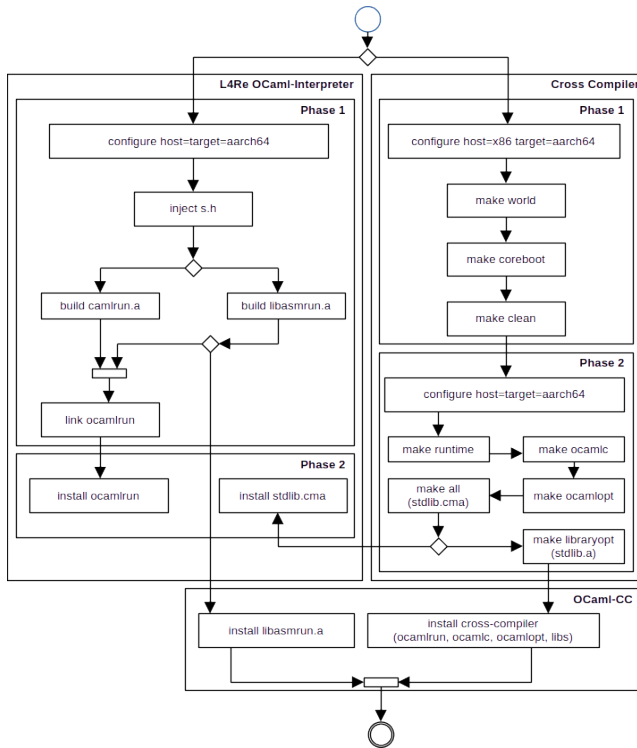 L4Re OCaml-Interpreter
Phase 1
configure host=target=aarch64
inject s.h
build camlrun.a
build libasmrun.a
link ocamlrun
Phase 2
install ocamlrun
install stdlib.cma
Cross Compiler
Phase 1
configure host=x86 target=aarch64
make world
make coreboot
make clean
Phase 2
configure host=target=aarch64
make runtime
make ocamlc
make all
(stdlib.cma)
make ocamlopt
make libraryopt
(stdlib.a)
OCaml-CC
install libasmrun.a
install cross-compiler
(ocamlrun, ocamlc, ocamlopt, libs)